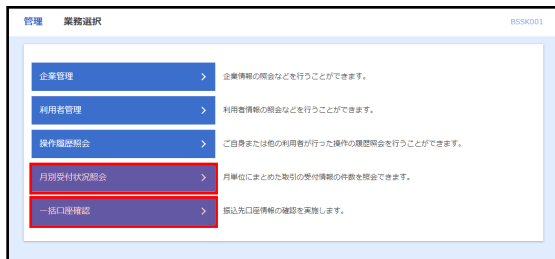 管理 業務選択 BSSK001
企業管理 企業情報の照会などを行うことができます。
利用者管理 利用者情報の照会などを行うことができます。
操作履歴照会 ご自身または他の利用者が行った操作の履歴照会を行うことができます。
月別受付状況照会 月単位にまとめた取引の受付情報の件数を照会できます。
一括口座確認 振込先口座情報の確認を実施します。